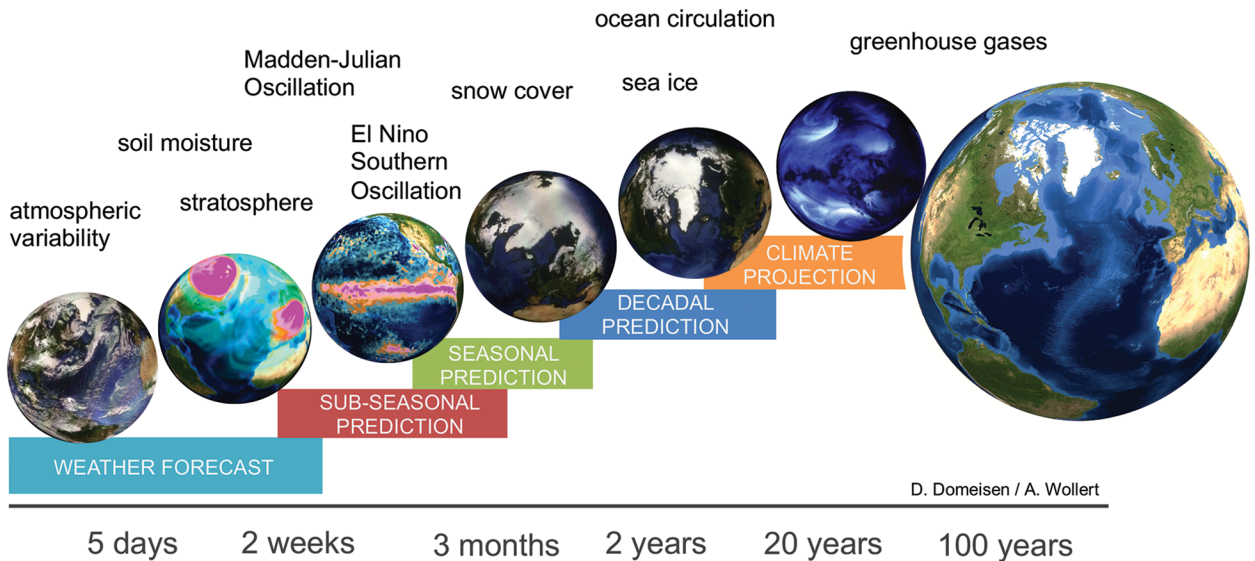 ocean circulation
greenhouse gases
Madden-Julian
Oscillation
snow cover
sea ice
soil moisture
El Nino
Southern
Oscillation
stratosphere
atmospheric
variability
CLIMATE
PROJECTION
DECADAL
PREDICTION
SEASONAL
PREDICTION
SUB-SEASONAL
PREDICTION
WEATHER FORECAST
D. Domeisen / A. Wollert
5 days
2 weeks
3 months
2 years
20 years
100 years